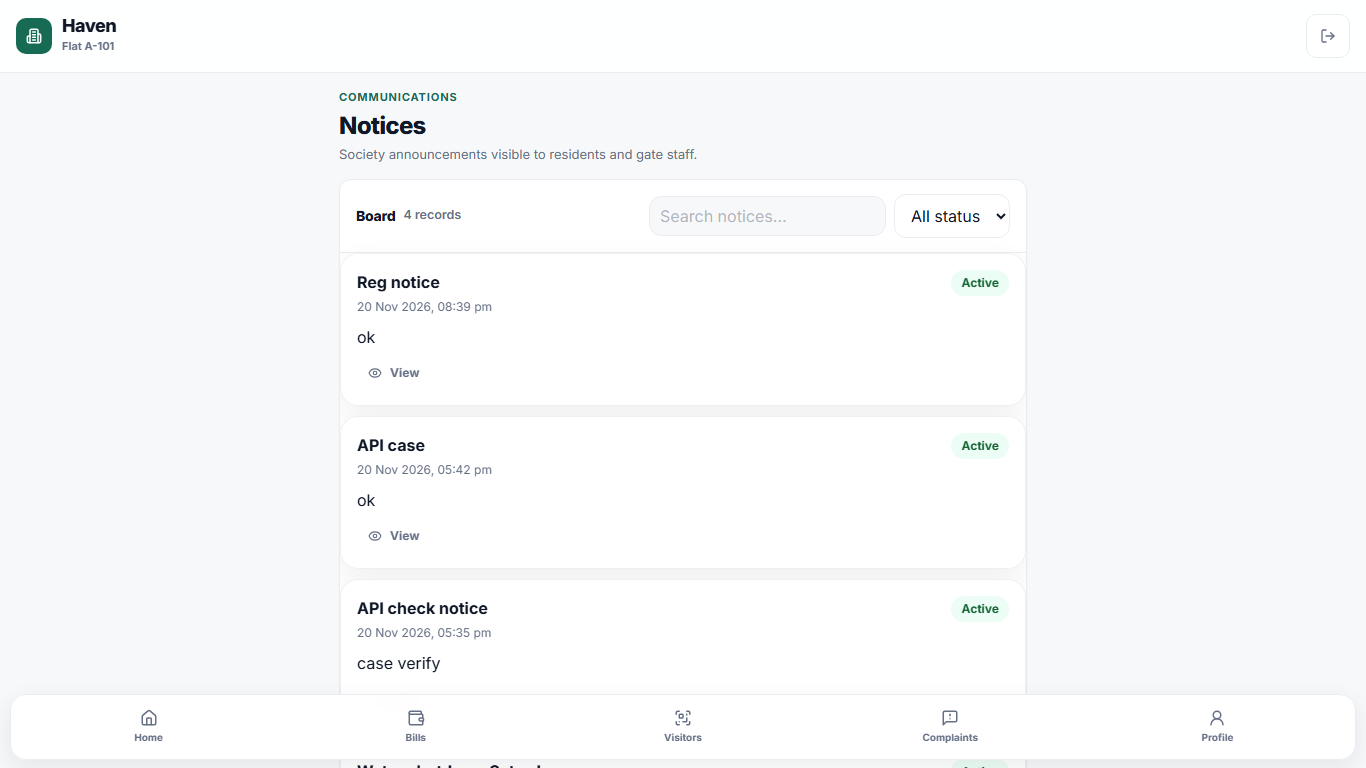 Haven
Flat A-101
COMMUNICATIONS
Notices
Society announcements visible to residents and gate staff.
Board 4 records Search notices... All status
Reg notice Active
20 Nov 2026, 08:39 pm
ok
View
API case Active
20 Nov 2026, 05:42 pm
ok
View
API check notice Active
20 Nov 2026, 05:35 pm
case verify
Home Bills Visitors Complaints Profile